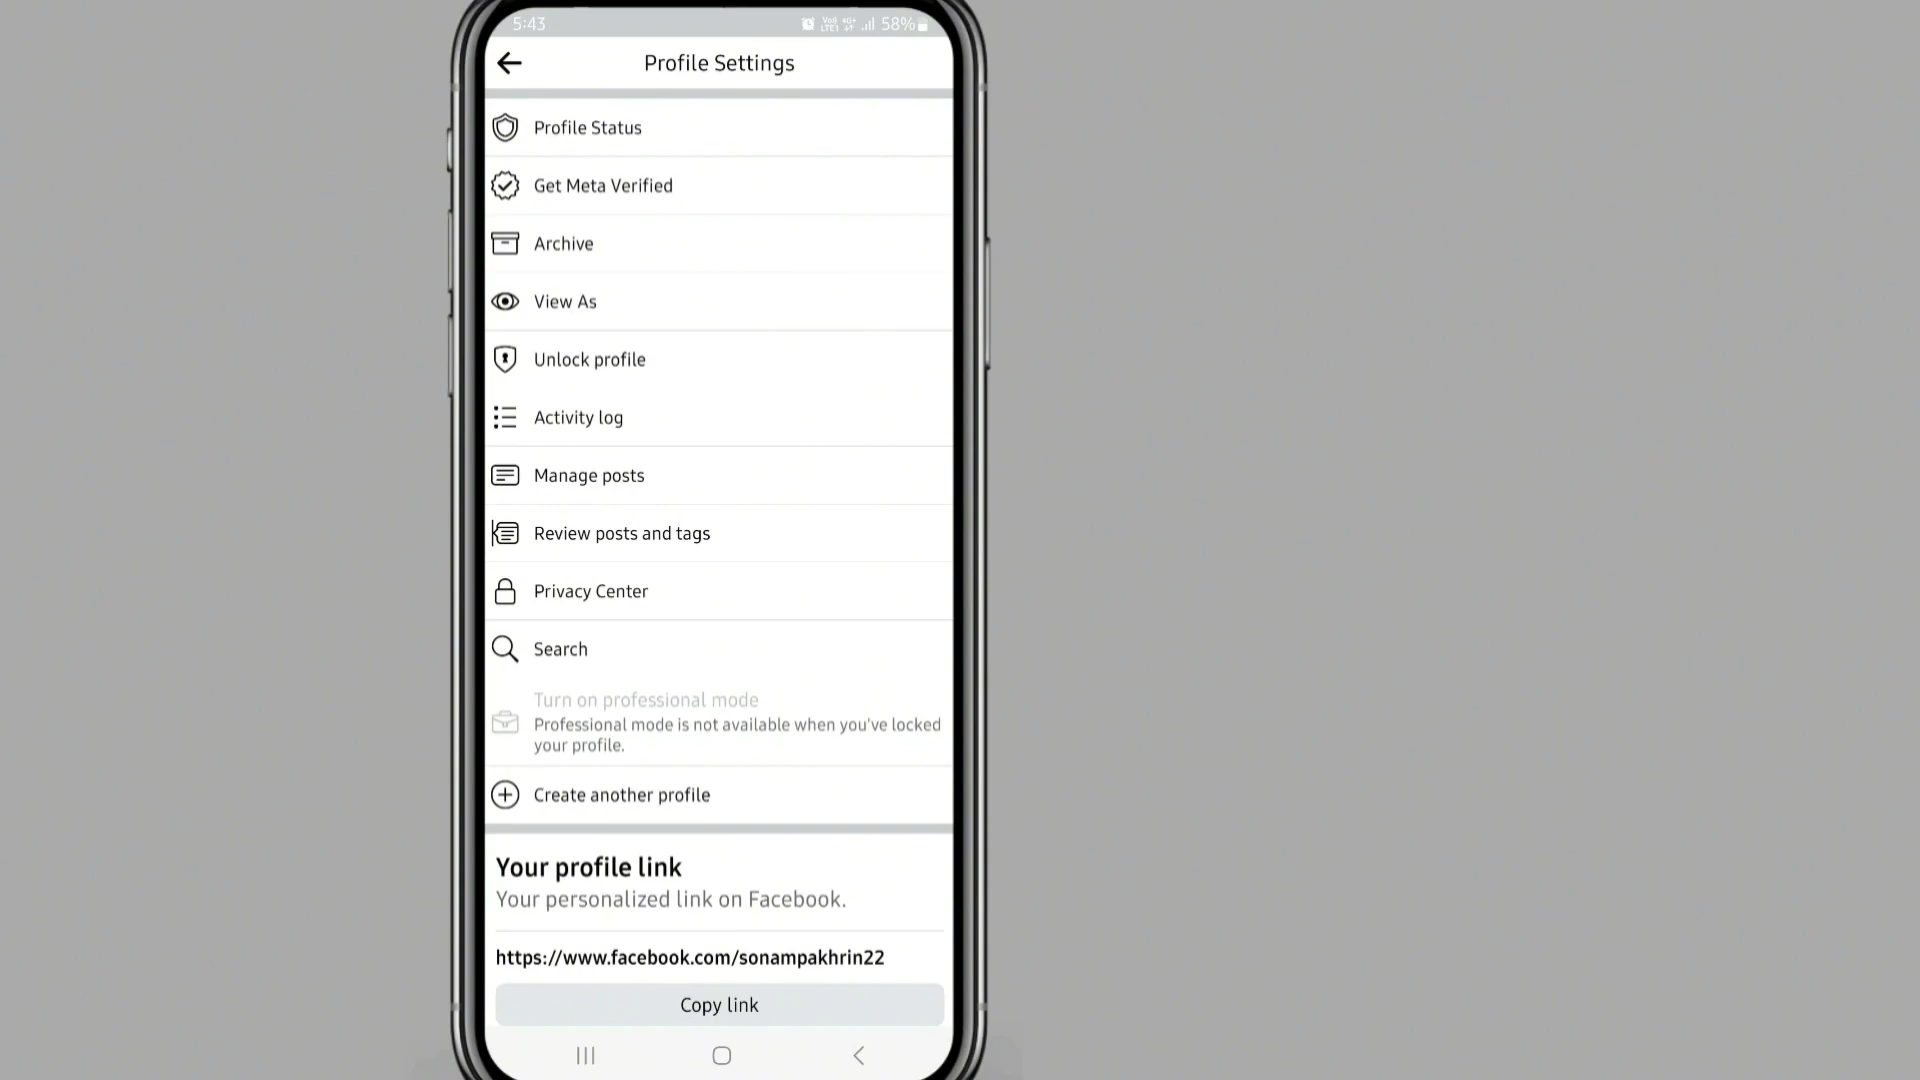 5:43
Vo)) LTE1 4G+ 58%
Profile Settings
Profile Status
Get Meta Verified
Archive
View As
Unlock profile
Activity log
Manage posts
Review posts and tags
Privacy Center
Search
Turn on professional mode
Professional mode is not available when you've locked
your profile.
Create another profile
Your profile link
Your personalized link on Facebook.
https://www.facebook.com/sonampakhrin22
Copy link